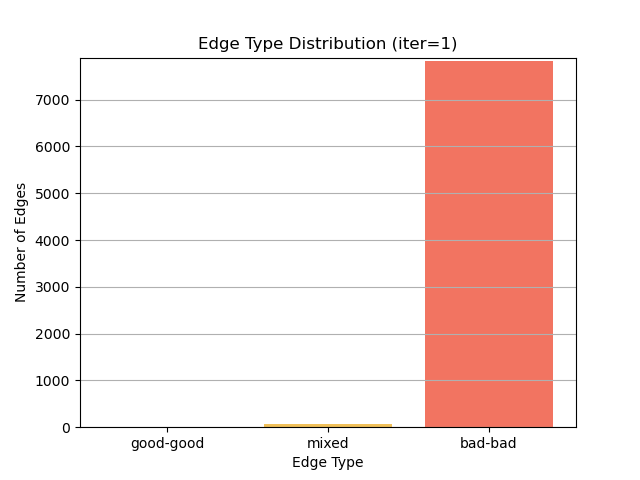 Edge Type Distribution (iter=1)
Number of Edges
7000
6000
5000
4000
3000
2000
1000
0
good-good mixed bad-bad
Edge Type